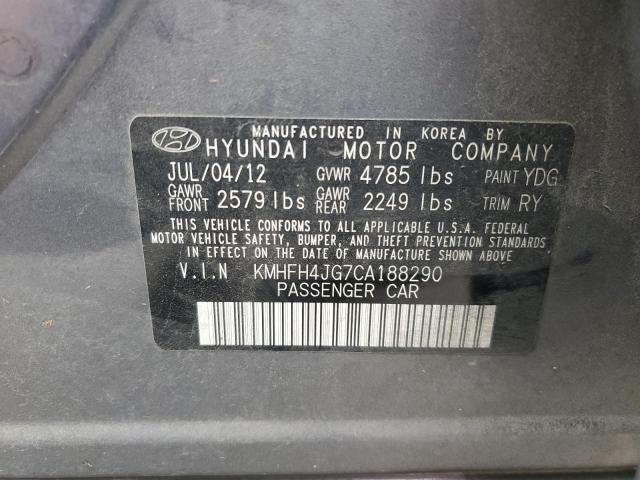 MANUFACTURED IN KOREA BY
HYUNDAI MOTOR COMPANY
JUL/04/12 GVWR 4785 lbs PAINT YDG
GAWR FRONT 2579 lbs GAWR REAR 2249 lbs TRIM RY
THIS VEHICLE CONFORMS TO ALL APPLICABLE U.S.A. FEDERAL
MOTOR VEHICLE SAFETY, BUMPER, AND THEFT PREVENTION STANDARDS
IN EFFECT ON THE DATE OF MANUFACTURE SHOWN ABOVE
V.I.N KMHFH4JG7CA188290
PASSENGER CAR